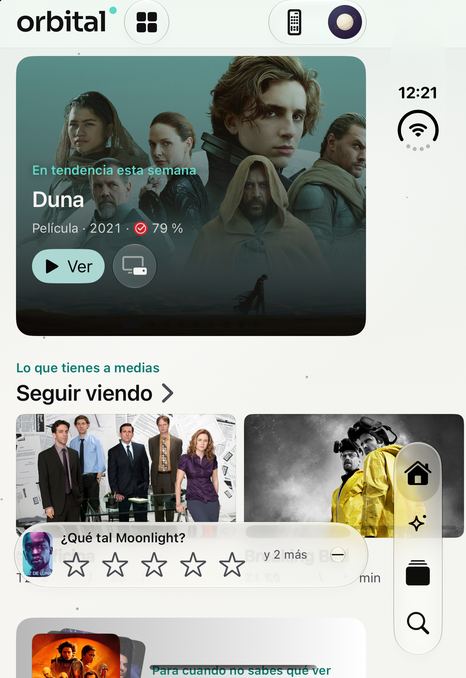 orbital
12:21
En tendencia esta semana
Duna
Película · 2021 · 79 %
Ver
Lo que tienes a medias
Seguir viendo
¿Qué tal Moonlight?
y 2 más
min
Para cuando no sabes qué ver